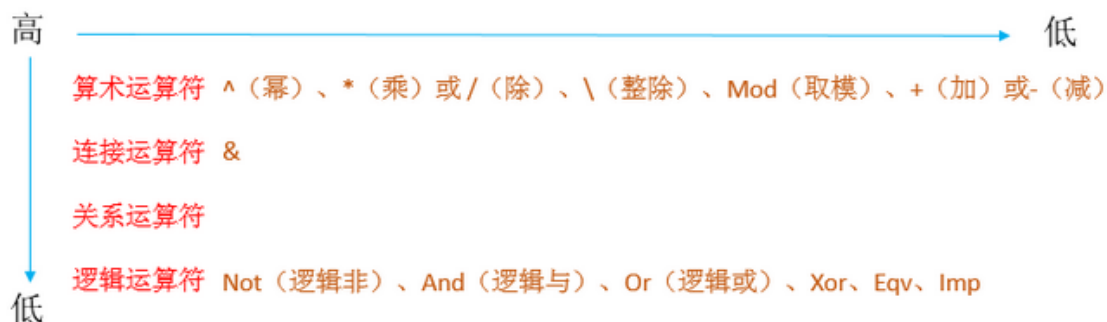 高 低
算术运算符 ^（幂）、*（乘）或 /（除）、\（整除）、Mod（取模）、+（加）或-（减）
连接运算符 &
关系运算符
逻辑运算符 Not（逻辑非）、And（逻辑与）、Or（逻辑或）、Xor、Eqv、Imp
低